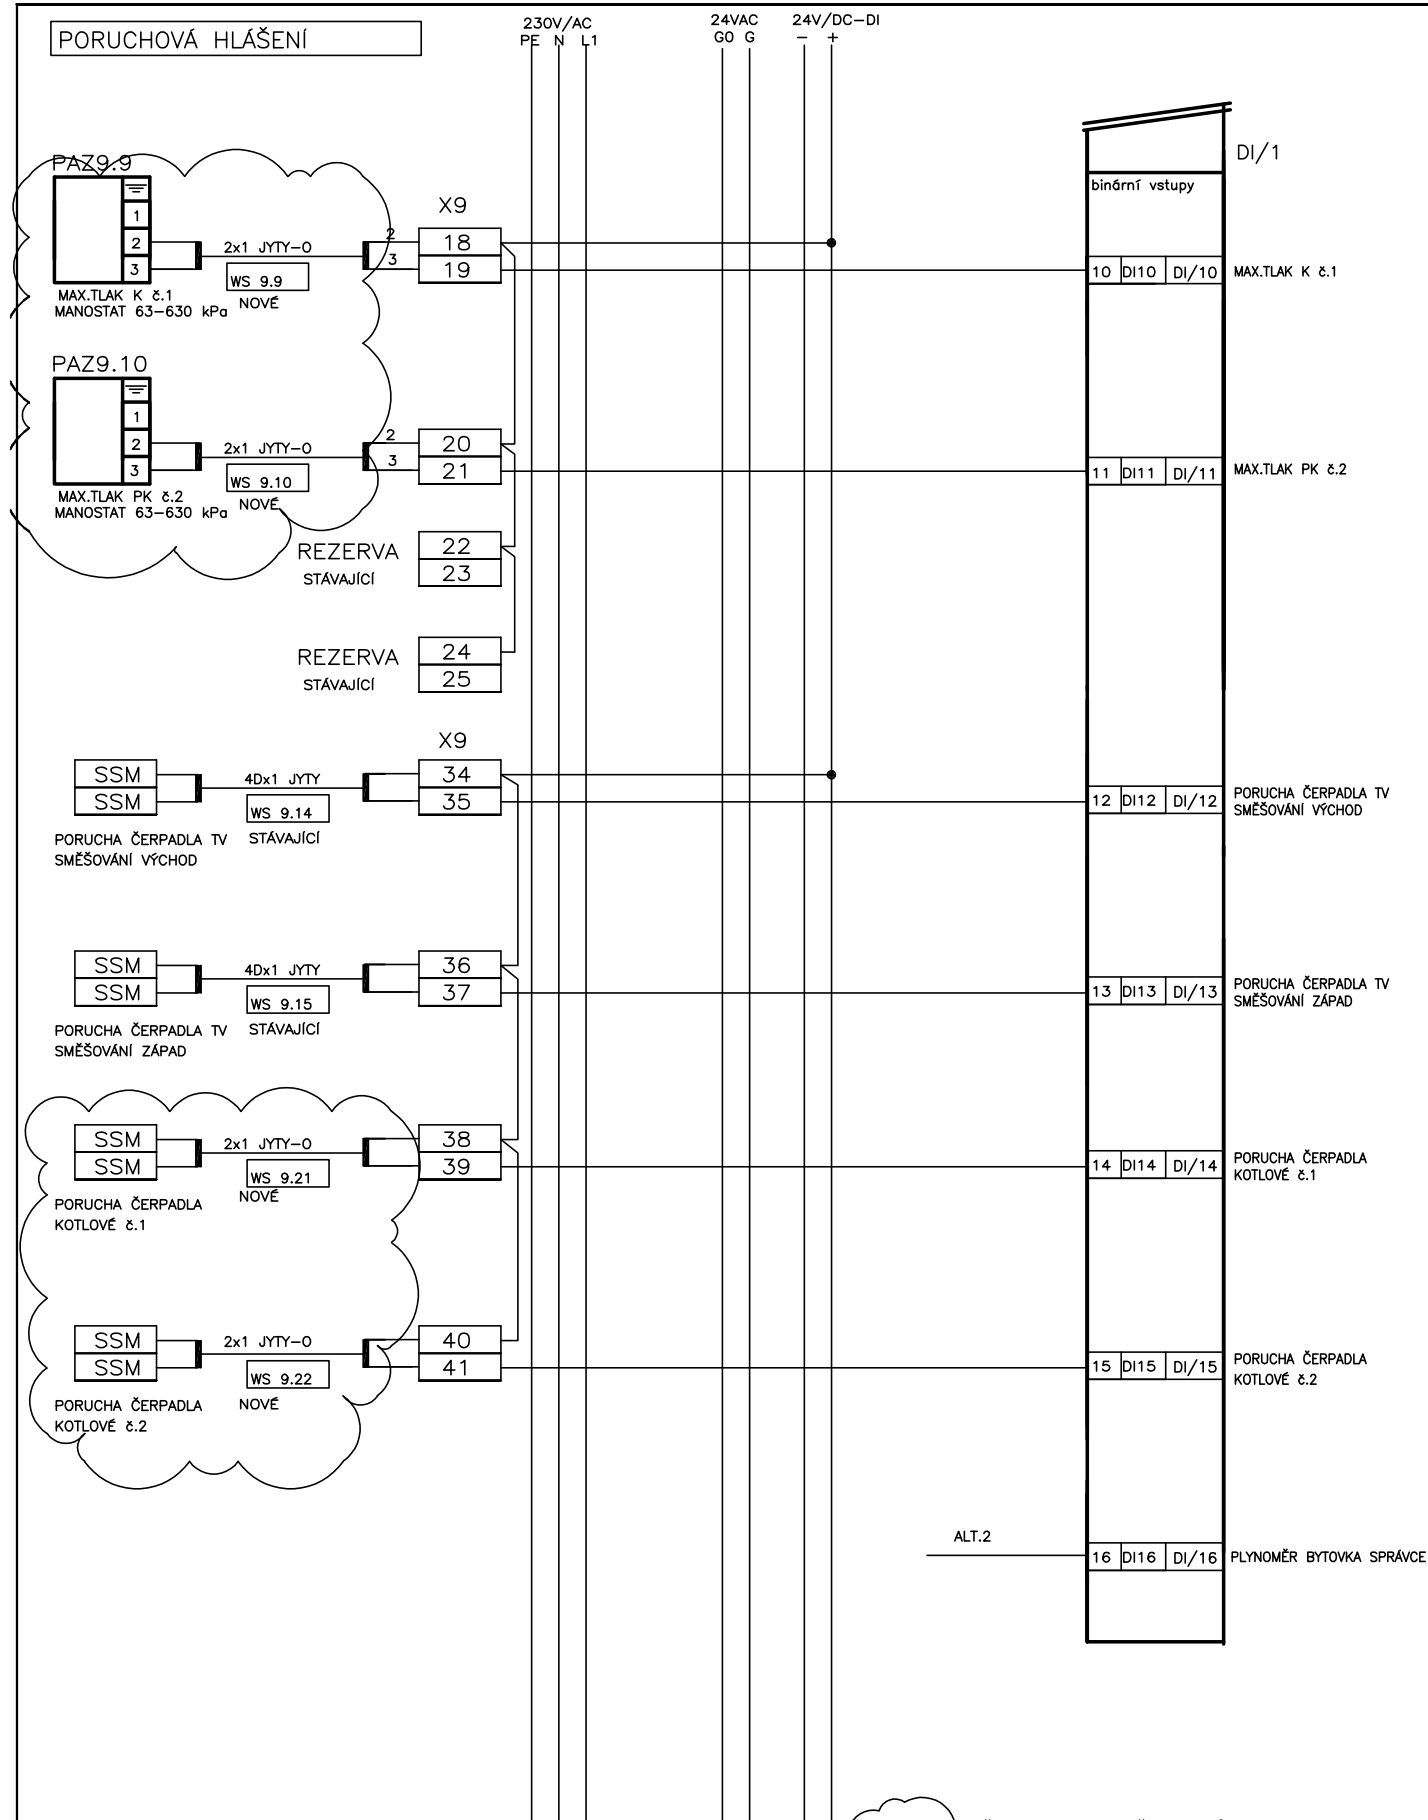 PORUCHOVÁ HLÁŠENÍ
230V/AC
PE N L1
24VAC
G0 G
24V/DC-DI
- +
DI/1
binární vstupy
PAZ9.9
1
2
3
2x1 JYTY-O
WS 9.9
NOVÉ
MAX.TLAK K č.1
MANOSTAT 63-630 kPa
X9
2
3
18
19
10 DI10 DI/10 MAX.TLAK K č.1
PAZ9.10
1
2
3
2x1 JYTY-O
WS 9.10
NOVÉ
MAX.TLAK PK č.2
MANOSTAT 63-630 kPa
2
3
20
21
11 DI11 DI/11 MAX.TLAK PK č.2
REZERVA
STÁVAJÍCÍ
22
23
REZERVA
STÁVAJÍCÍ
24
25
X9
SSM
SSM
4Dx1 JYTY
WS 9.14
STÁVAJÍCÍ
PORUCHA ČERPADLA TV
SMĚŠOVÁNÍ VÝCHOD
34
35
12 DI12 DI/12 PORUCHA ČERPADLA TV
SMĚŠOVÁNÍ VÝCHOD
SSM
SSM
4Dx1 JYTY
WS 9.15
STÁVAJÍCÍ
PORUCHA ČERPADLA TV
SMĚŠOVÁNÍ ZÁPAD
36
37
13 DI13 DI/13 PORUCHA ČERPADLA TV
SMĚŠOVÁNÍ ZÁPAD
SSM
SSM
2x1 JYTY-O
WS 9.21
NOVÉ
PORUCHA ČERPADLA
KOTLOVÉ č.1
38
39
14 DI14 DI/14 PORUCHA ČERPADLA
KOTLOVÉ č.1
SSM
SSM
2x1 JYTY-O
WS 9.22
NOVÉ
PORUCHA ČERPADLA
KOTLOVÉ č.2
40
41
15 DI15 DI/15 PORUCHA ČERPADLA
KOTLOVÉ č.2
ALT.2
16 DI16 DI/16 PLYNOMĚR BYTOVKA SPRÁVCE